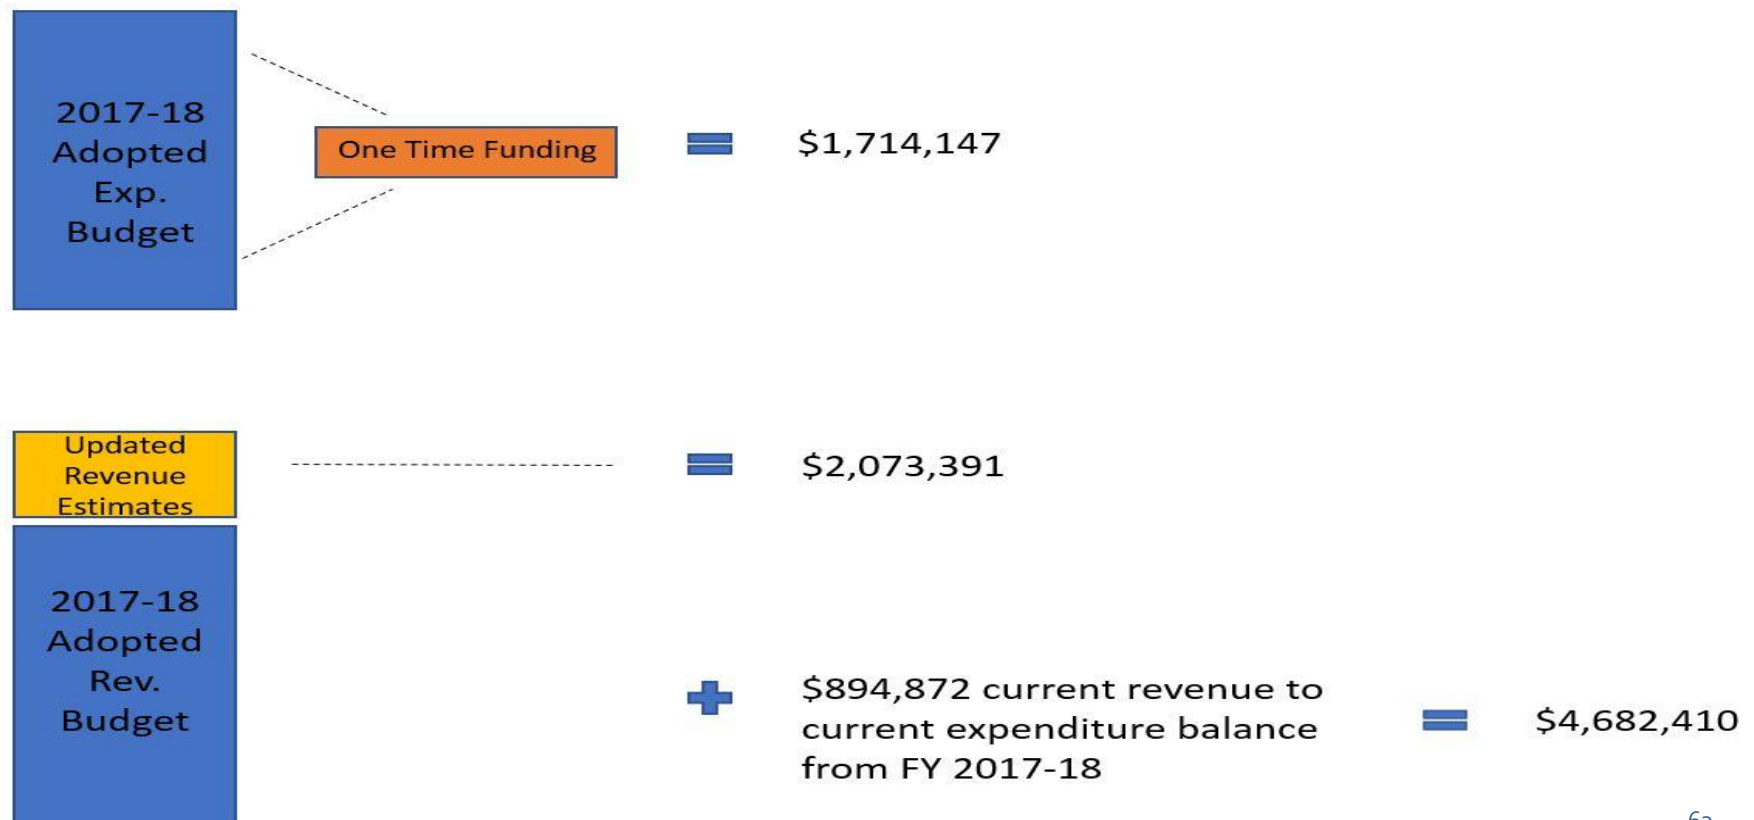 2017-18
Adopted
Exp.
Budget
One Time Funding
$1,714,147
Updated
Revenue
Estimates
$2,073,391
2017-18
Adopted
Rev.
Budget
$894,872 current revenue to
current expenditure balance
from FY 2017-18
$4,682,410